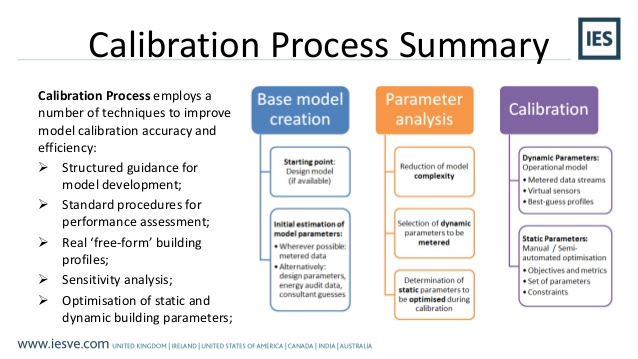 Calibration Process Summary
IES
Calibration Process employs a
number of techniques to improve
model calibration accuracy and
efficiency:
➢ Structured guidance for
model development;
➢ Standard procedures for
performance assessment;
➢ Real ‘free-form’ building
profiles;
➢ Sensitivity analysis;
➢ Optimisation of static and
dynamic building parameters;
Base model
creation
Starting point:
Design model
(if available)
Initial estimation of
model parameters:
• Wherever possible:
metered data
• Alternatively:
design parameters,
energy audit data,
consultant guesses
Parameter
analysis
Reduction of model
complexity
Selection of dynamic
parameters to be
metered
Determination of
static parameters to
be optimised during
calibration
Calibration
Dynamic Parameters:
Operational model
• Metered data streams
• Virtual sensors
• Best-guess profiles
Static Parameters:
Manual / Semi-
automated optimisation
• Objectives and metrics
• Set of parameters
• Constraints
www.iesve.com UNITED KINGDOM | IRELAND | UNITED STATES OF AMERICA | CANADA | INDIA | AUSTRALIA